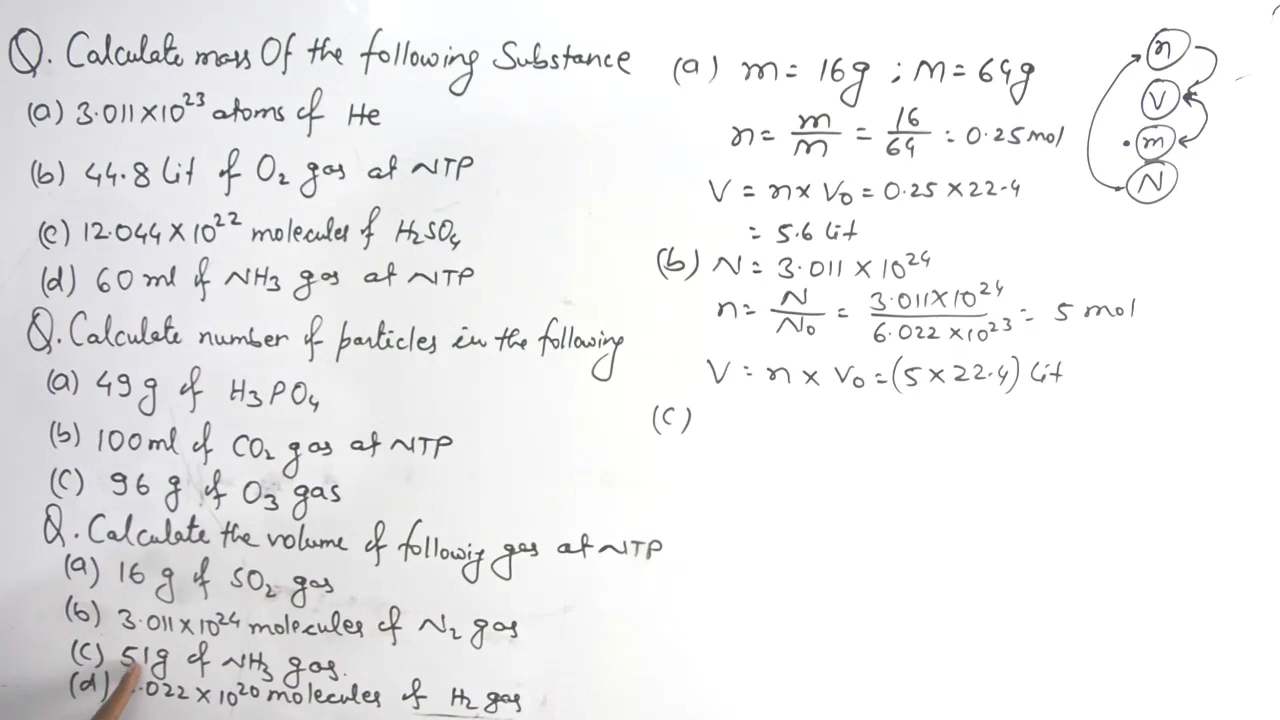 Q. Calculate mass Of the following Substance
(a) 3.011×10²³ atoms of He
(b) 44.8 Lit of O₂ gas at NTP
(c) 12.044×10²² molecules of H₂SO₄
(d) 60 ml of NH₃ gas at NTP
Q. Calculate number of particles in the following
(a) 49 g of H₃PO₄
(b) 100 ml of CO₂ gas at NTP
(c) 96 g of O₃ gas
Q. Calculate the volume of followig gas at NTP
(a) 16 g of SO₂ gas
(b) 3.011×10²⁴ molecules of N₂ gas
(c) 51g of NH₃ gas.
(d) .022×10²⁰ molecules of H₂ gas
(a) m = 16g ; M = 64g
n = m/M = 16/64 = 0.25 mol
V = n × V₀ = 0.25 × 22.4
= 5.6 Lit
(b) N = 3.011 × 10²⁴
n = N/N₀ = 3.011×10²⁴/6.022×10²³ = 5 mol
V = n × V₀ = (5 × 22.4) Lit
(c)
n
V
m
N